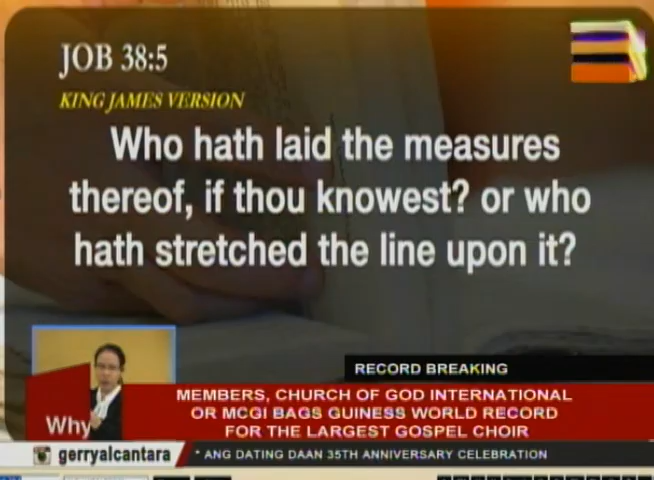 JOB 38:5
KING JAMES VERSION
Who hath laid the measures
thereof, if thou knowest? or who
hath stretched the line upon it?
RECORD BREAKING
MEMBERS, CHURCH OF GOD INTERNATIONAL
OR MCGI BAGS GUINESS WORLD RECORD
FOR THE LARGEST GOSPEL CHOIR
Why
gerryalcantara
* ANG DATING DAAN 35TH ANNIVERSARY CELEBRATION